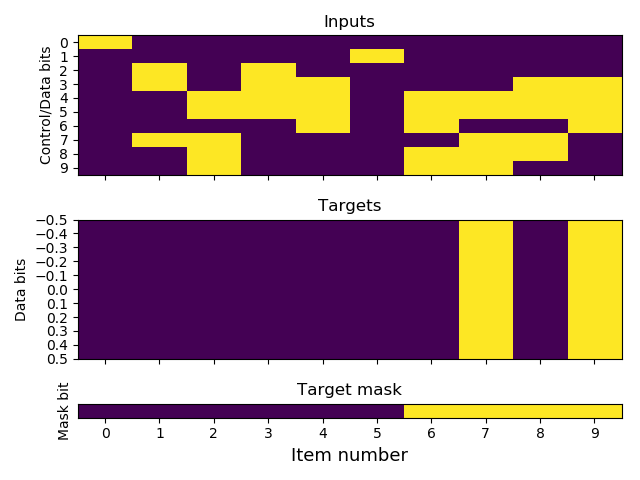 Inputs
Control/Data bits
0
1
2
3
4
5
6
7
8
9
Targets
Data bits
−0.5
−0.4
−0.3
−0.2
−0.1
0.0
0.1
0.2
0.3
0.4
0.5
Target mask
Mask bit
0 1 2 3 4 5 6 7 8 9
Item number